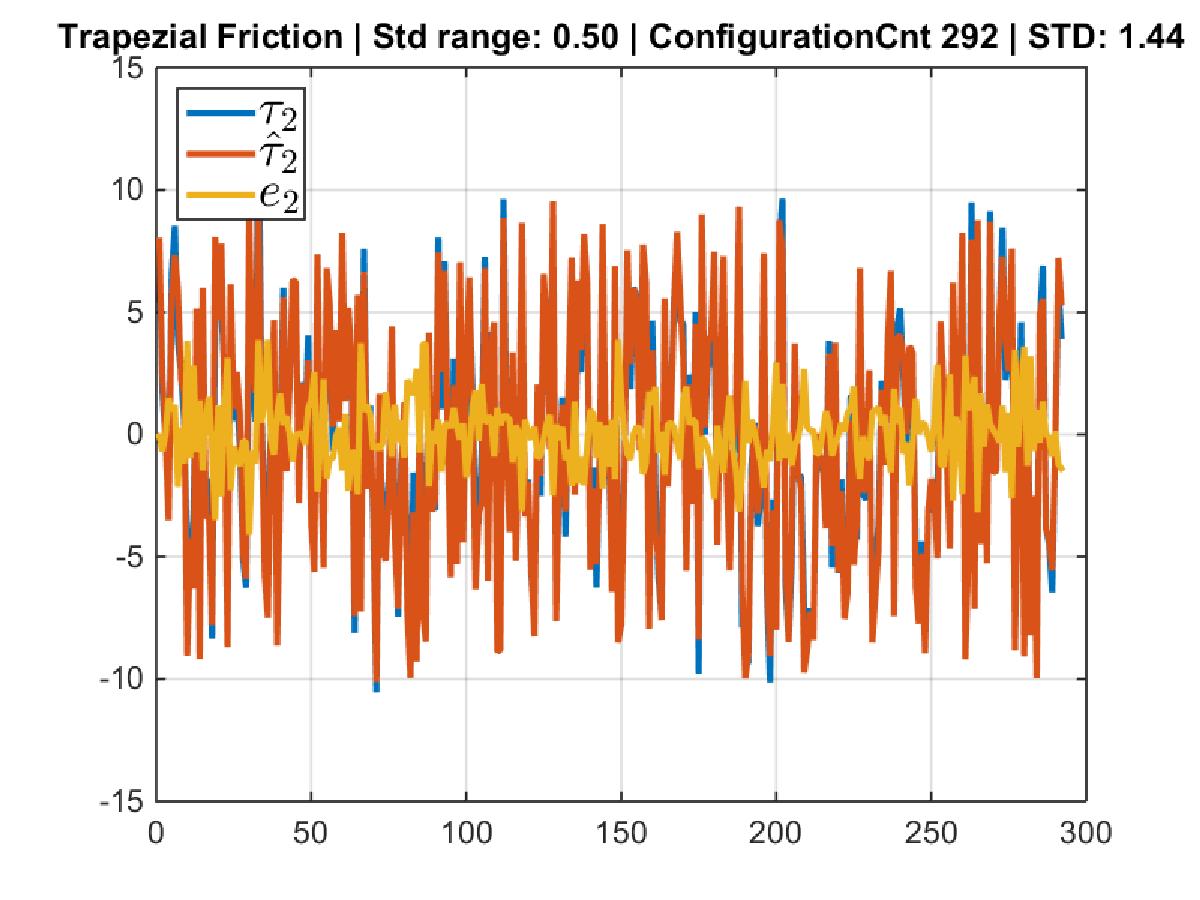 Trapezial Friction | Std range: 0.50 | ConfigurationCnt 292 | STD: 1.44
15
τ₂
τ̂₂
e₂
10
5
0
-5
-10
-15
0 50 100 150 200 250 300